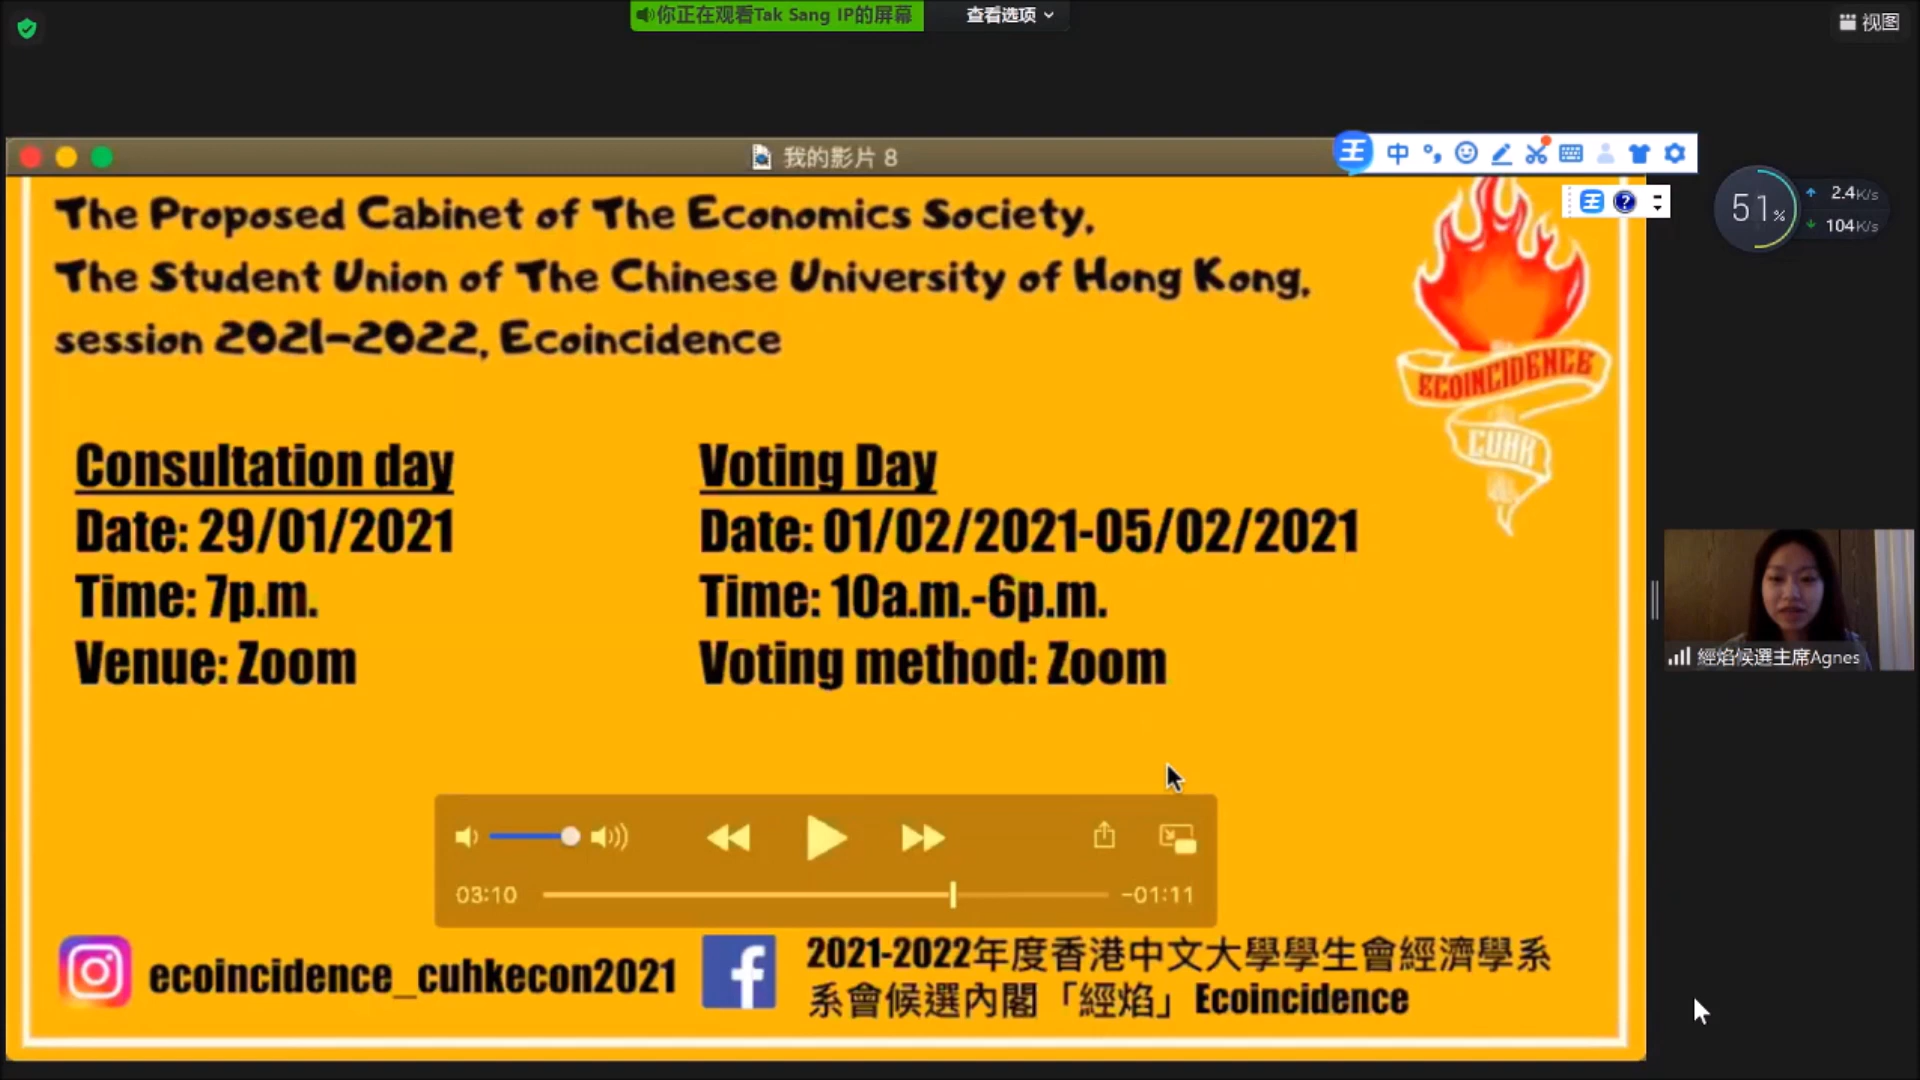 你正在观看Tak Sang IP的屏幕
查看选项
视图
我的影片 8
王 中
51%
2.4K/s
104K/s
王
The Proposed Cabinet of The Economics Society,
The Student Union of The Chinese University of Hong Kong,
session 2021-2022, Ecoincidence
ECOINCIDENCE
CUHK
Consultation day
Date: 29/01/2021
Time: 7p.m.
Venue: Zoom
Voting Day
Date: 01/02/2021-05/02/2021
Time: 10a.m.-6p.m.
Voting method: Zoom
經焰候選主席Agnes
03:10
-01:11
ecoincidence_cuhkecon2021
2021-2022年度香港中文大學學生會經濟學系
系會候選內閣「經焰」Ecoincidence